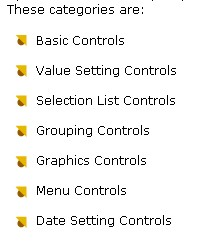 These categories are:
Basic Controls
Value Setting Controls
Selection List Controls
Grouping Controls
Graphics Controls
Menu Controls
Date Setting Controls